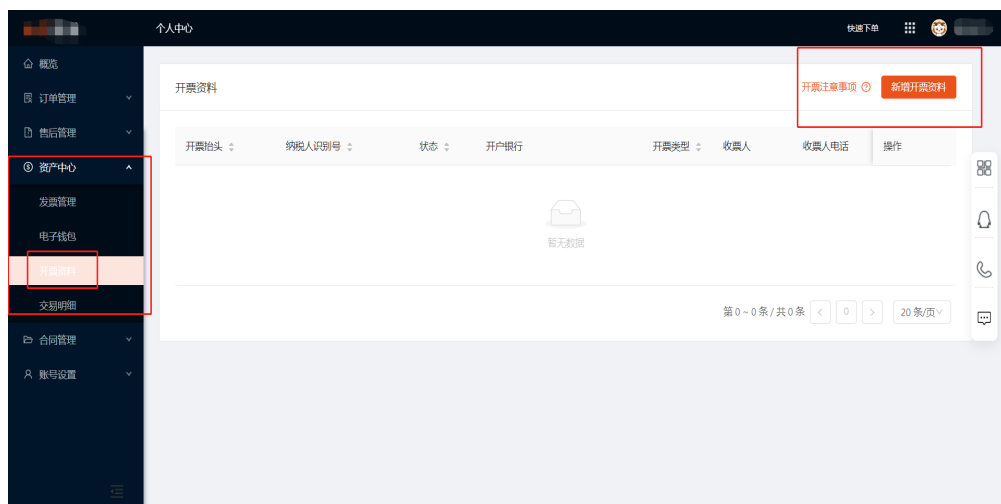 个人中心
快速下单
概览
订单管理
售后管理
资产中心
发票管理
电子钱包
开票资料
交易明细
合同管理
账号设置
开票资料
开票注意事项
新增开票资料
开票抬头 纳税人识别号 状态 开户银行 开票类型 收票人 收票人电话 操作
暂无数据
第 0 ~ 0 条 / 共 0 条 < 0 > 20 条/页